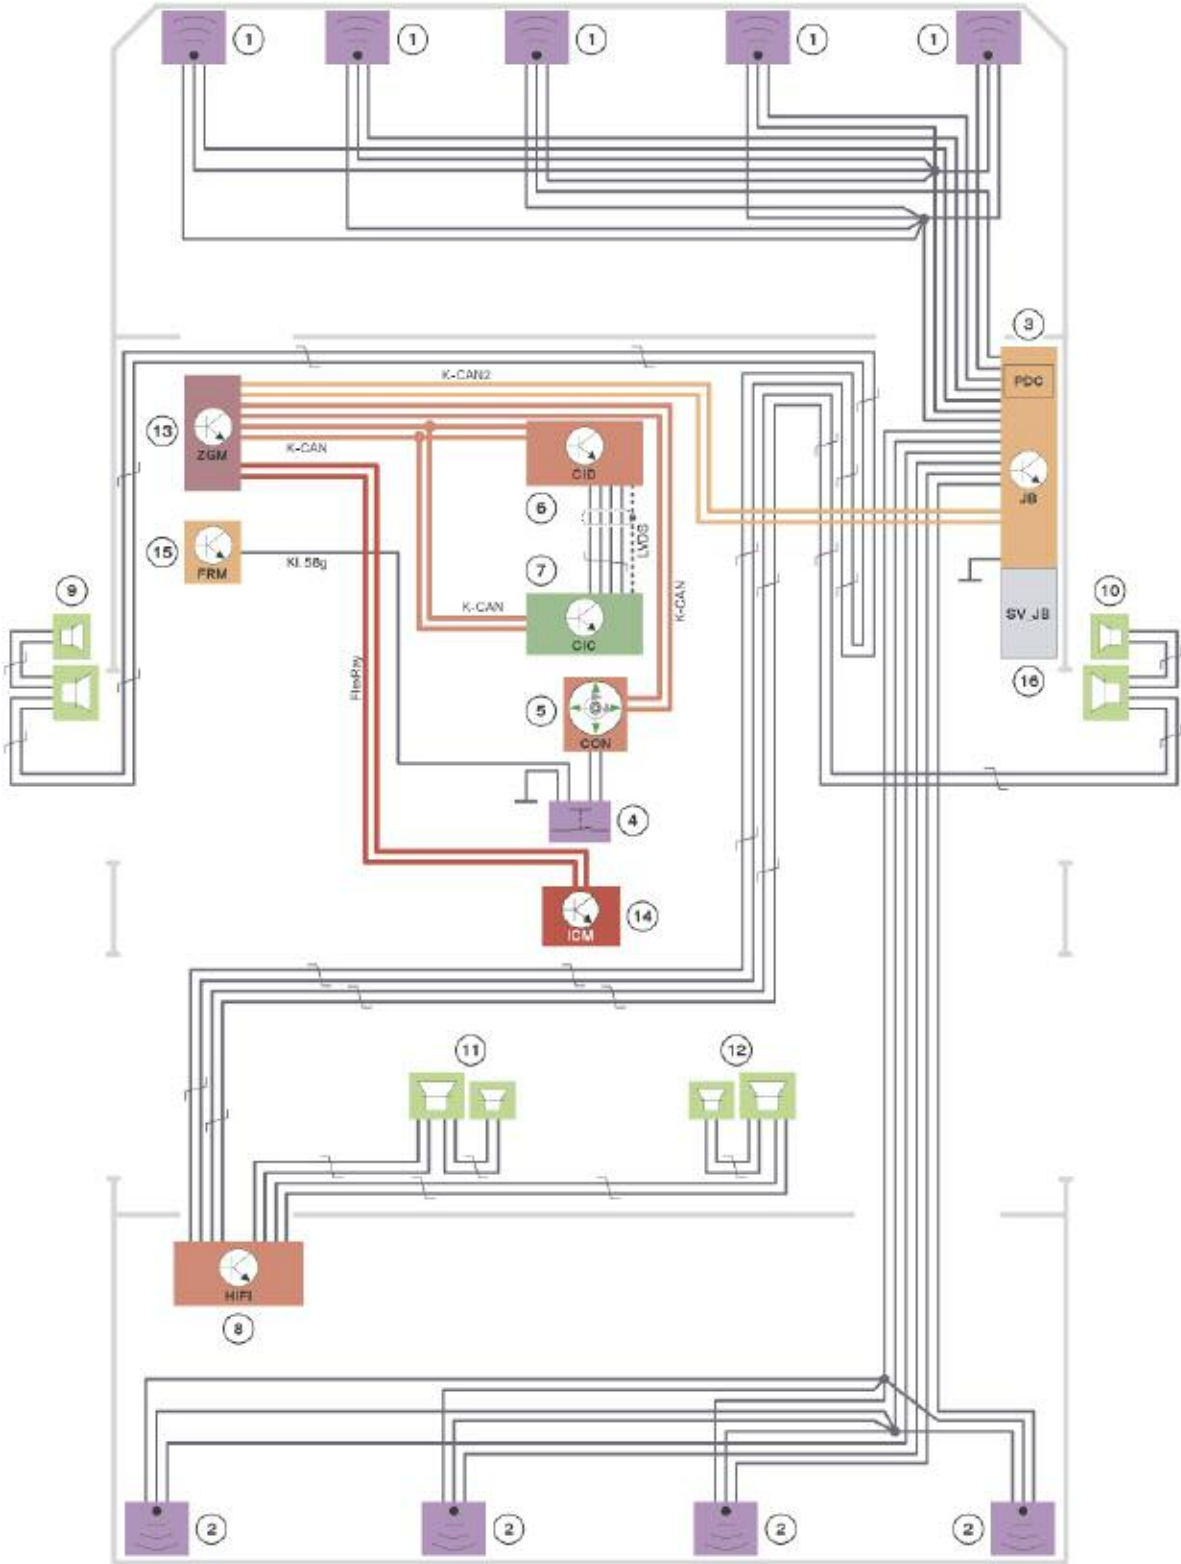 1 1 1 1 1
3
PDC
K-CAN2
13
ZGM
K-CAN
CID
JB
6
15
FRM
Kl. 58g
LVDS
7
9
K-CAN
K-CAN
10
CIC
SV_JB
FlexRay
16
5
CON
4
14
ICM
11 12
HIFI
8
2 2 2 2